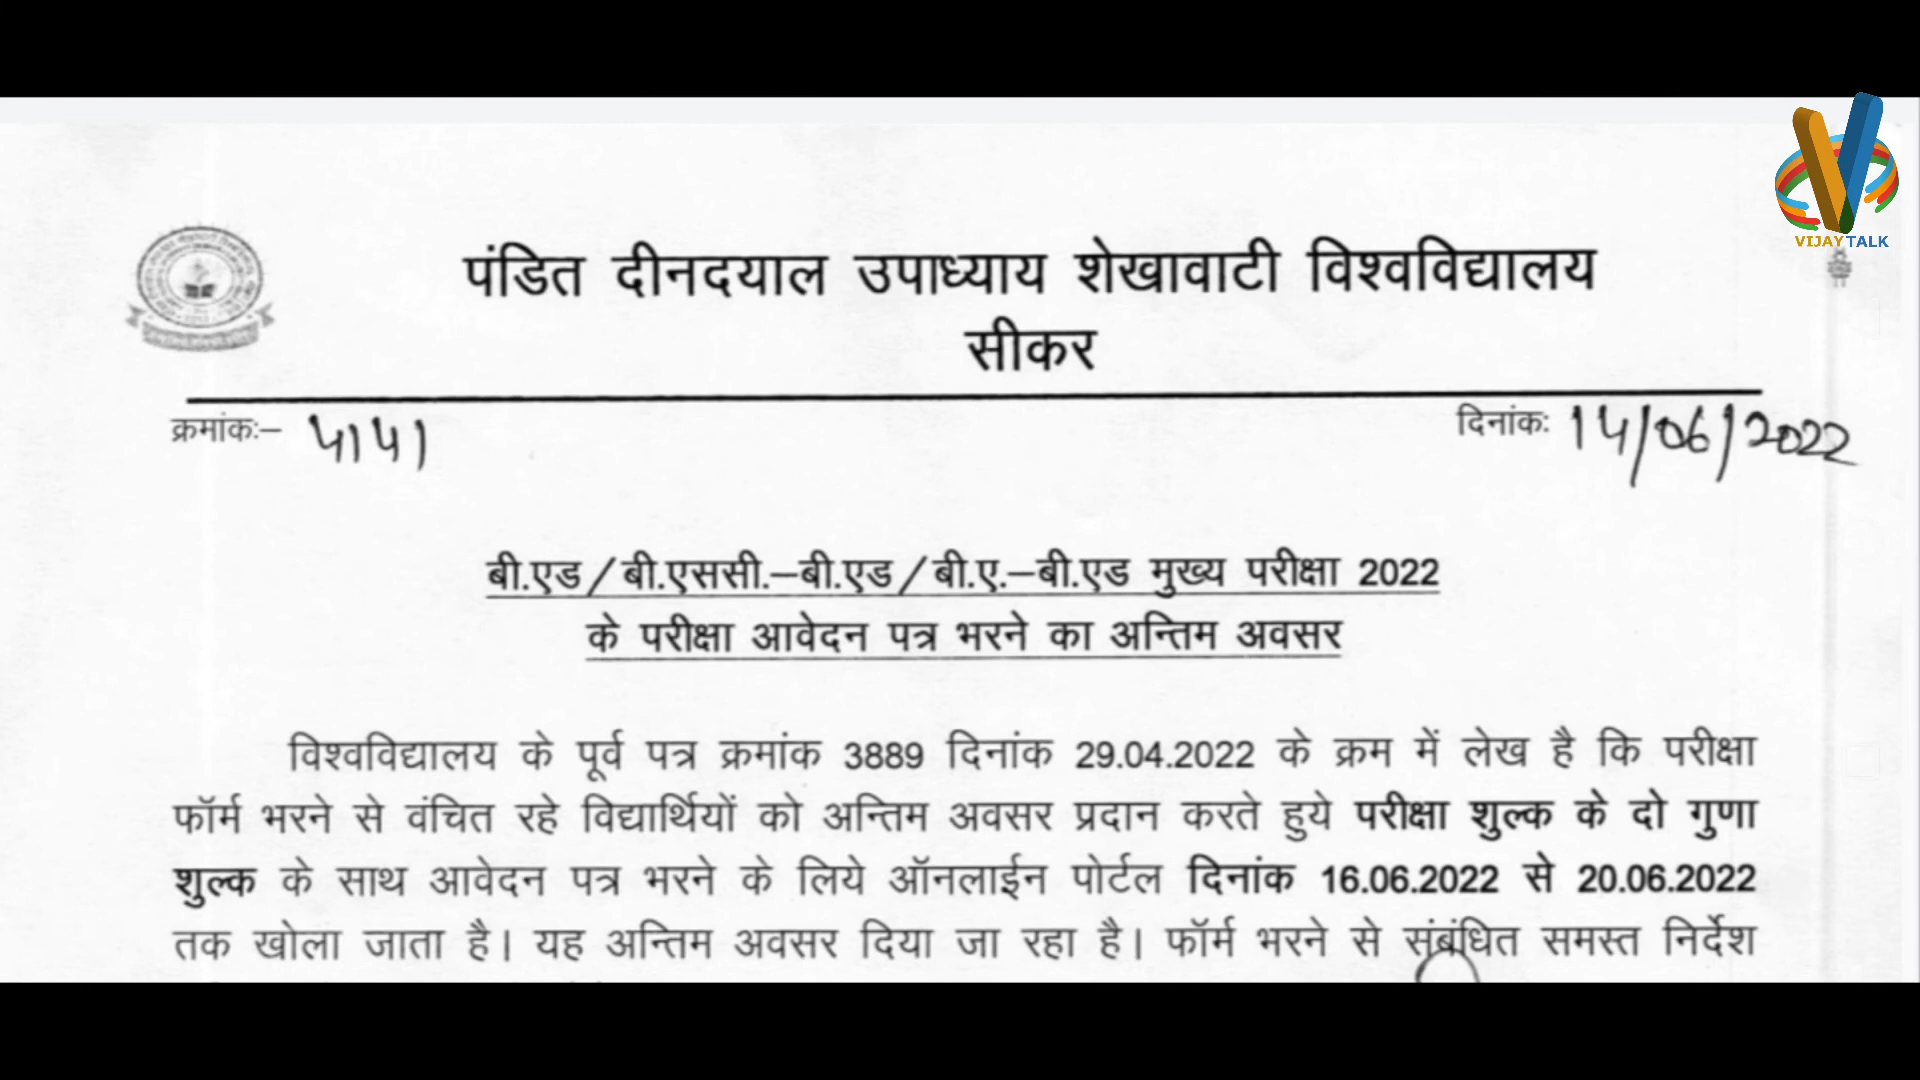 VIJAYTALK
पंडित दीनदयाल उपाध्याय शेखावाटी विश्वविद्यालय
सीकर
क्रमांकः– 4141
दिनांकः 14/06/2022
बी.एड/बी.एससी.–बी.एड/बी.ए.–बी.एड मुख्य परीक्षा 2022
के परीक्षा आवेदन पत्र भरने का अन्तिम अवसर
विश्वविद्यालय के पूर्व पत्र क्रमांक 3889 दिनांक 29.04.2022 के क्रम में लेख है कि परीक्षा
फॉर्म भरने से वंचित रहे विद्यार्थियों को अन्तिम अवसर प्रदान करते हुये परीक्षा शुल्क के दो गुणा
शुल्क के साथ आवेदन पत्र भरने के लिये ऑनलाईन पोर्टल दिनांक 16.06.2022 से 20.06.2022
तक खोला जाता है। यह अन्तिम अवसर दिया जा रहा है। फॉर्म भरने से संबंधित समस्त निर्देश